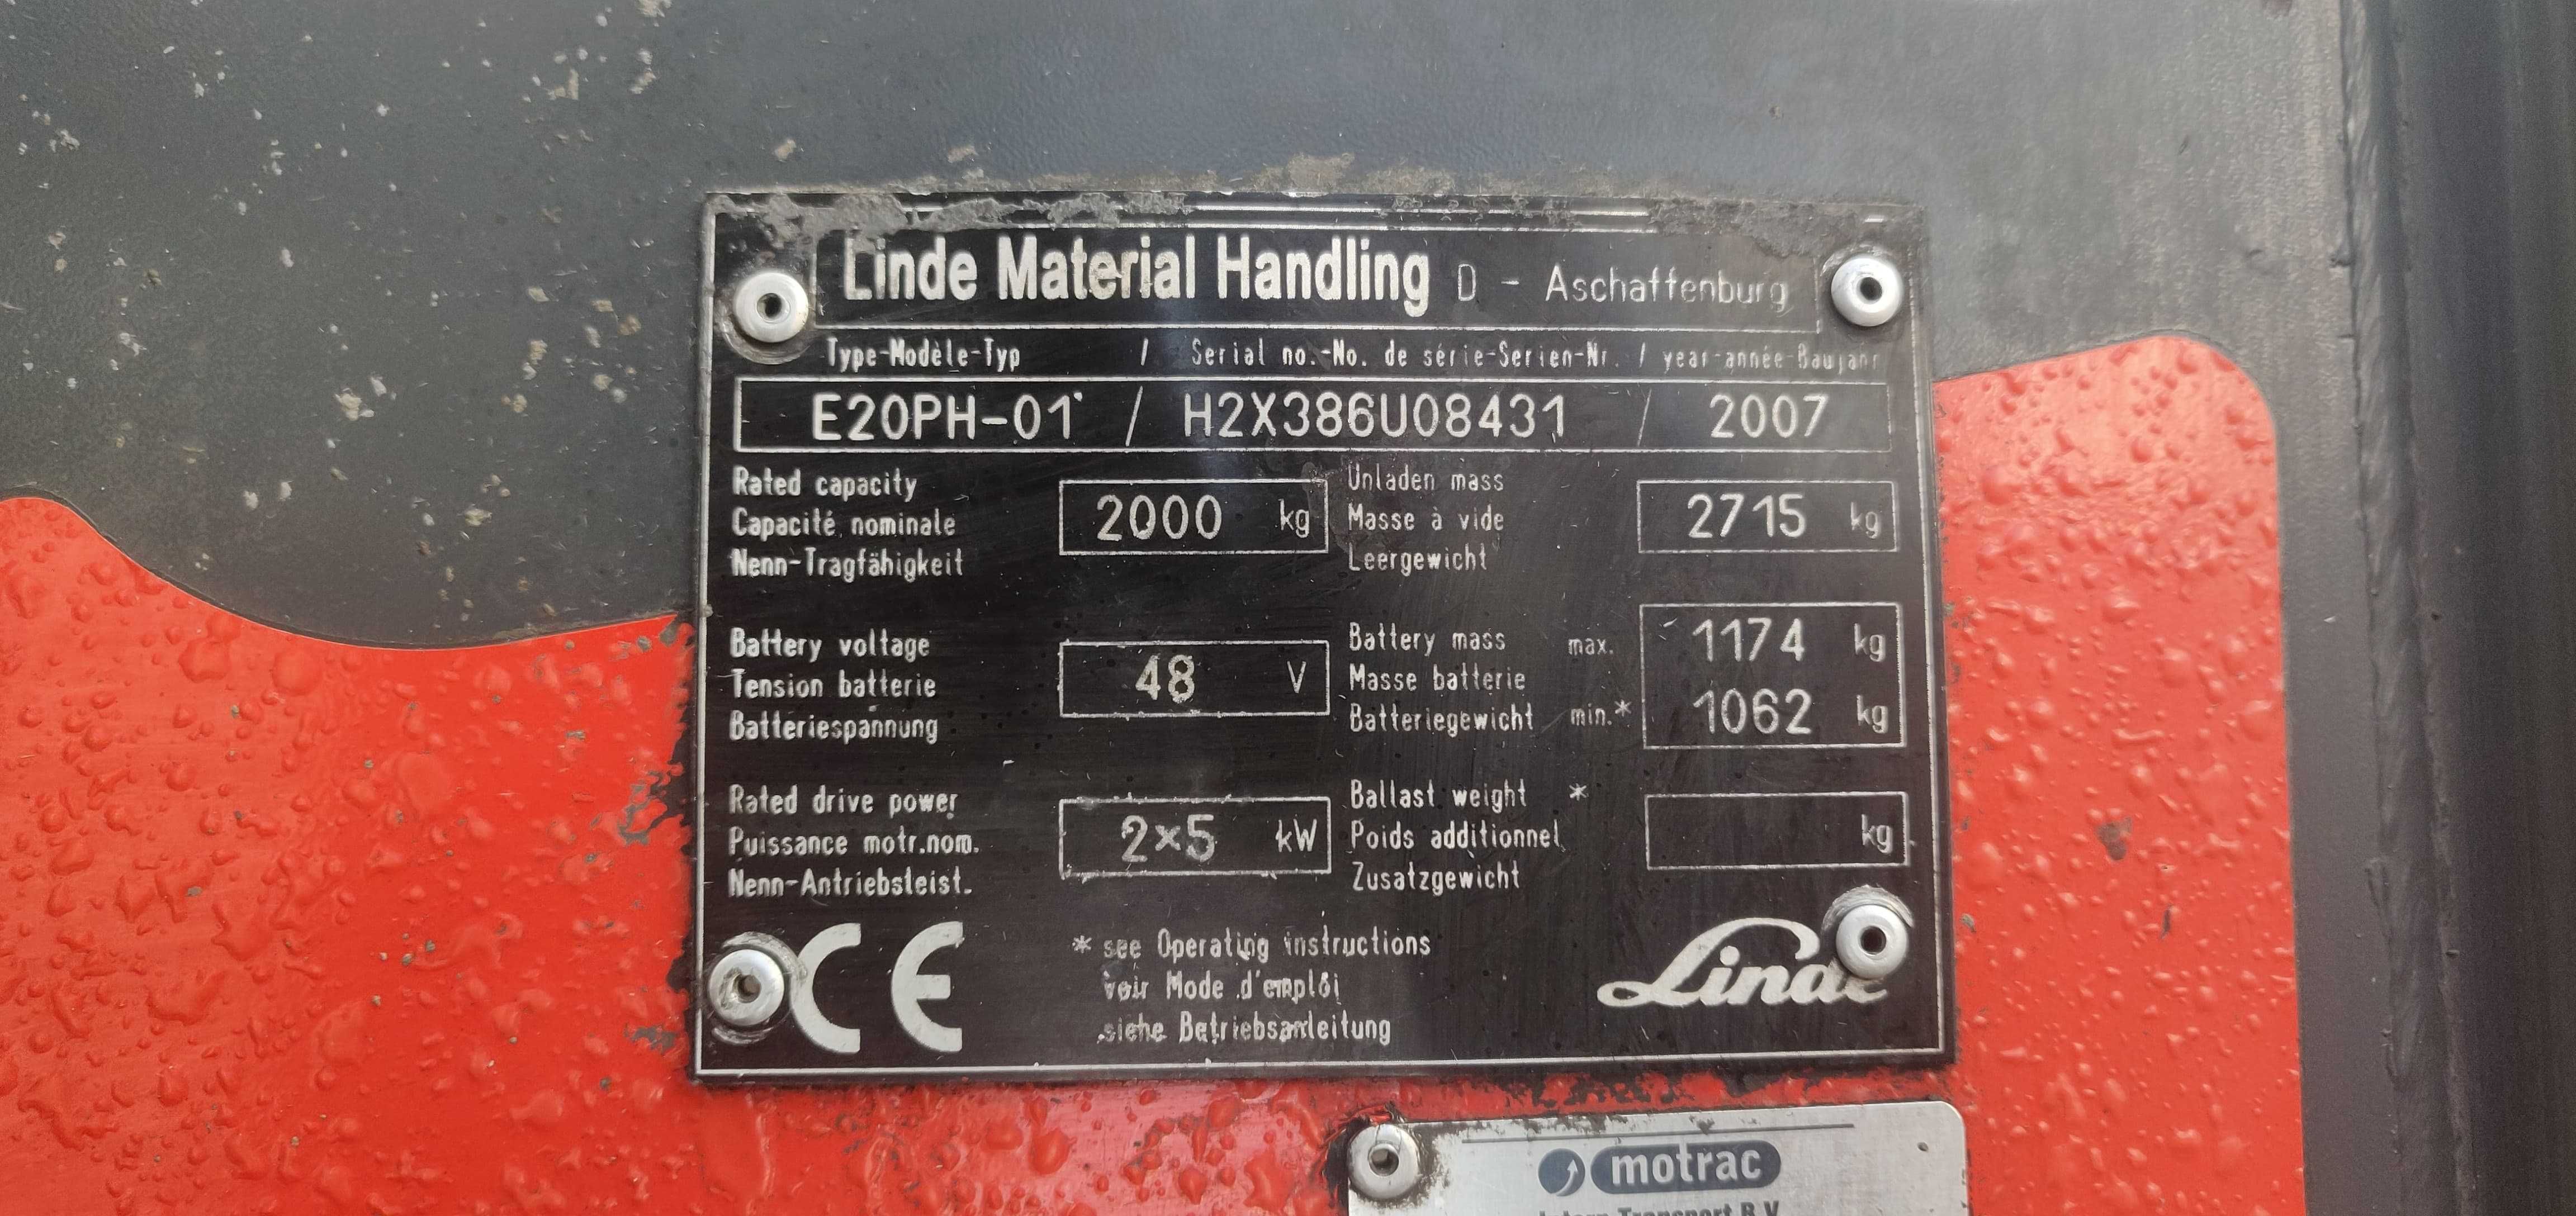 Linde Material Handling D - Aschaffenburg
Type-Modèle-Typ / Serial no.-No. de série-Serien-Nr. / year-année-Baujahr
E20PH-01 / H2X386U08431 / 2007
Rated capacity
Capacité nominale
Nenn-Tragfähigkeit
2000 kg
Unladen mass
Masse à vide
Leergewicht
2715 kg
Battery voltage
Tension batterie
Batteriespannung
48 V
Battery mass max.
Masse batterie
Batteriegewicht min.*
1174 kg
1062 kg
Rated drive power
Puissance motr.nom.
Nenn-Antriebsleist.
2x5 kW
Ballast weight *
Poids additionnel
Zusatzgewicht
kg
CE
* see Operating instructions
voir Mode d'emploi
siehe Betriebsanleitung
Linde
motrac
Intern Transport B.V.